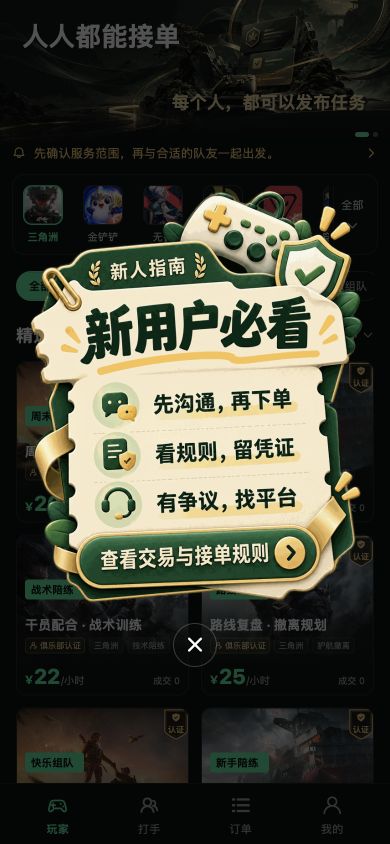 人人都能接单
每个人，都可以发布任务
先确认服务范围，再与合适的队友一起出发。
全部
三角洲
金铲铲
新人指南
新用户必看
先沟通，再下单
看规则，留凭证
有争议，找平台
查看交易与接单规则
认证
战术陪练
干员配合·战术训练
俱乐部认证 三角洲 技术陪练
¥22/小时
成交 0
路线复盘·撤离规划
俱乐部认证 三角洲 护航撤离
¥25/小时
成交 0
认证
快乐组队
认证
新手陪练
玩家
打手
订单
我的